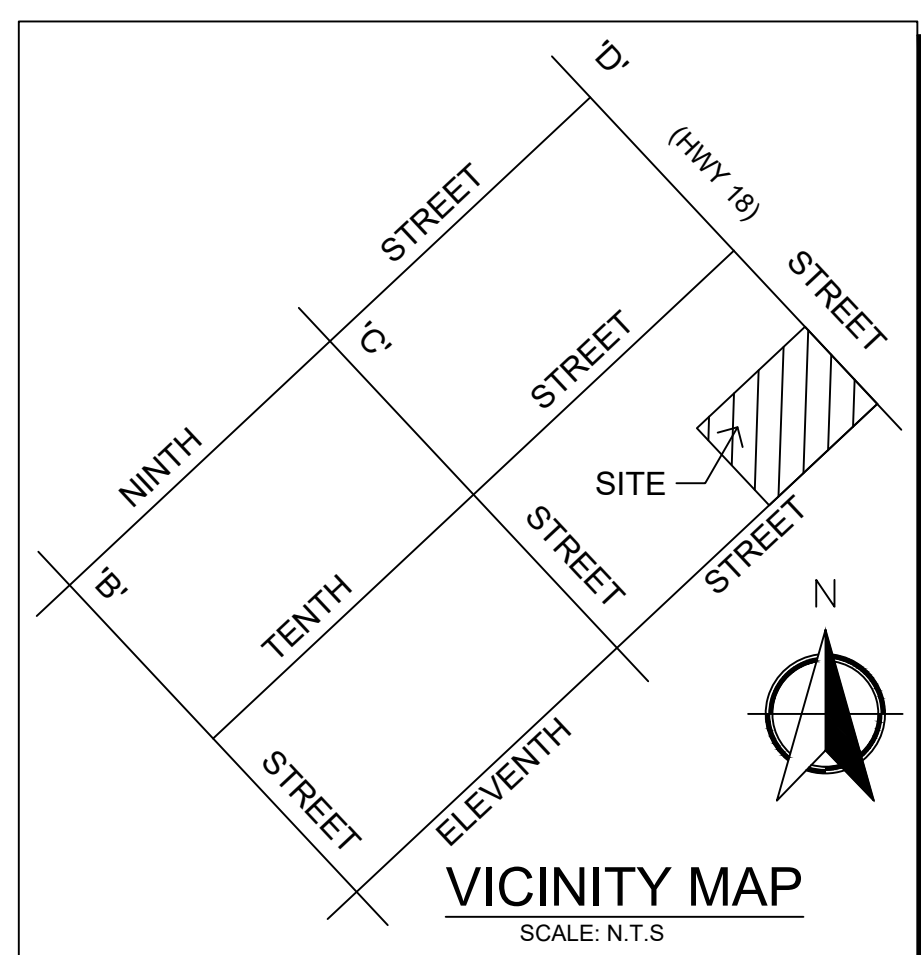 'D'
(HWY 18)
STREET
STREET
'C'
STREET
NINTH
SITE
STREET
STREET
'B'
TENTH
N
STREET
ELEVENTH
VICINITY MAP
SCALE: N.T.S